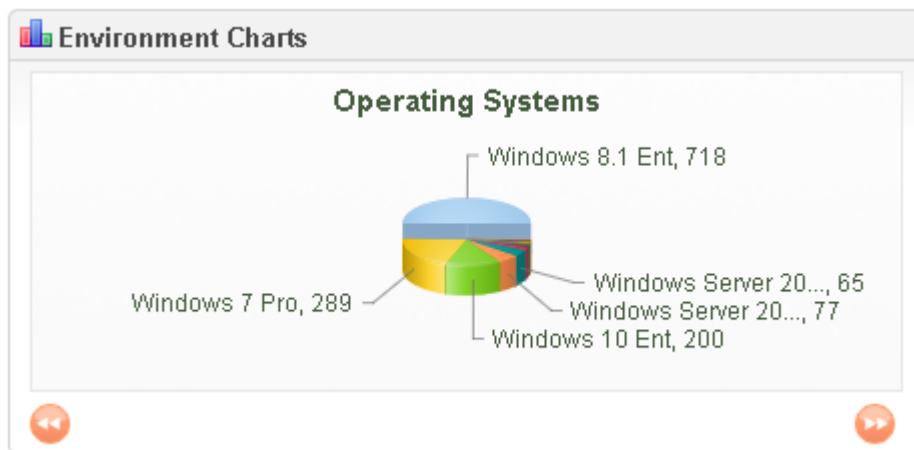 Environment Charts
Operating Systems
Windows 8.1 Ent, 718
Windows Server 20..., 65
Windows 7 Pro, 289
Windows Server 20..., 77
Windows 10 Ent, 200